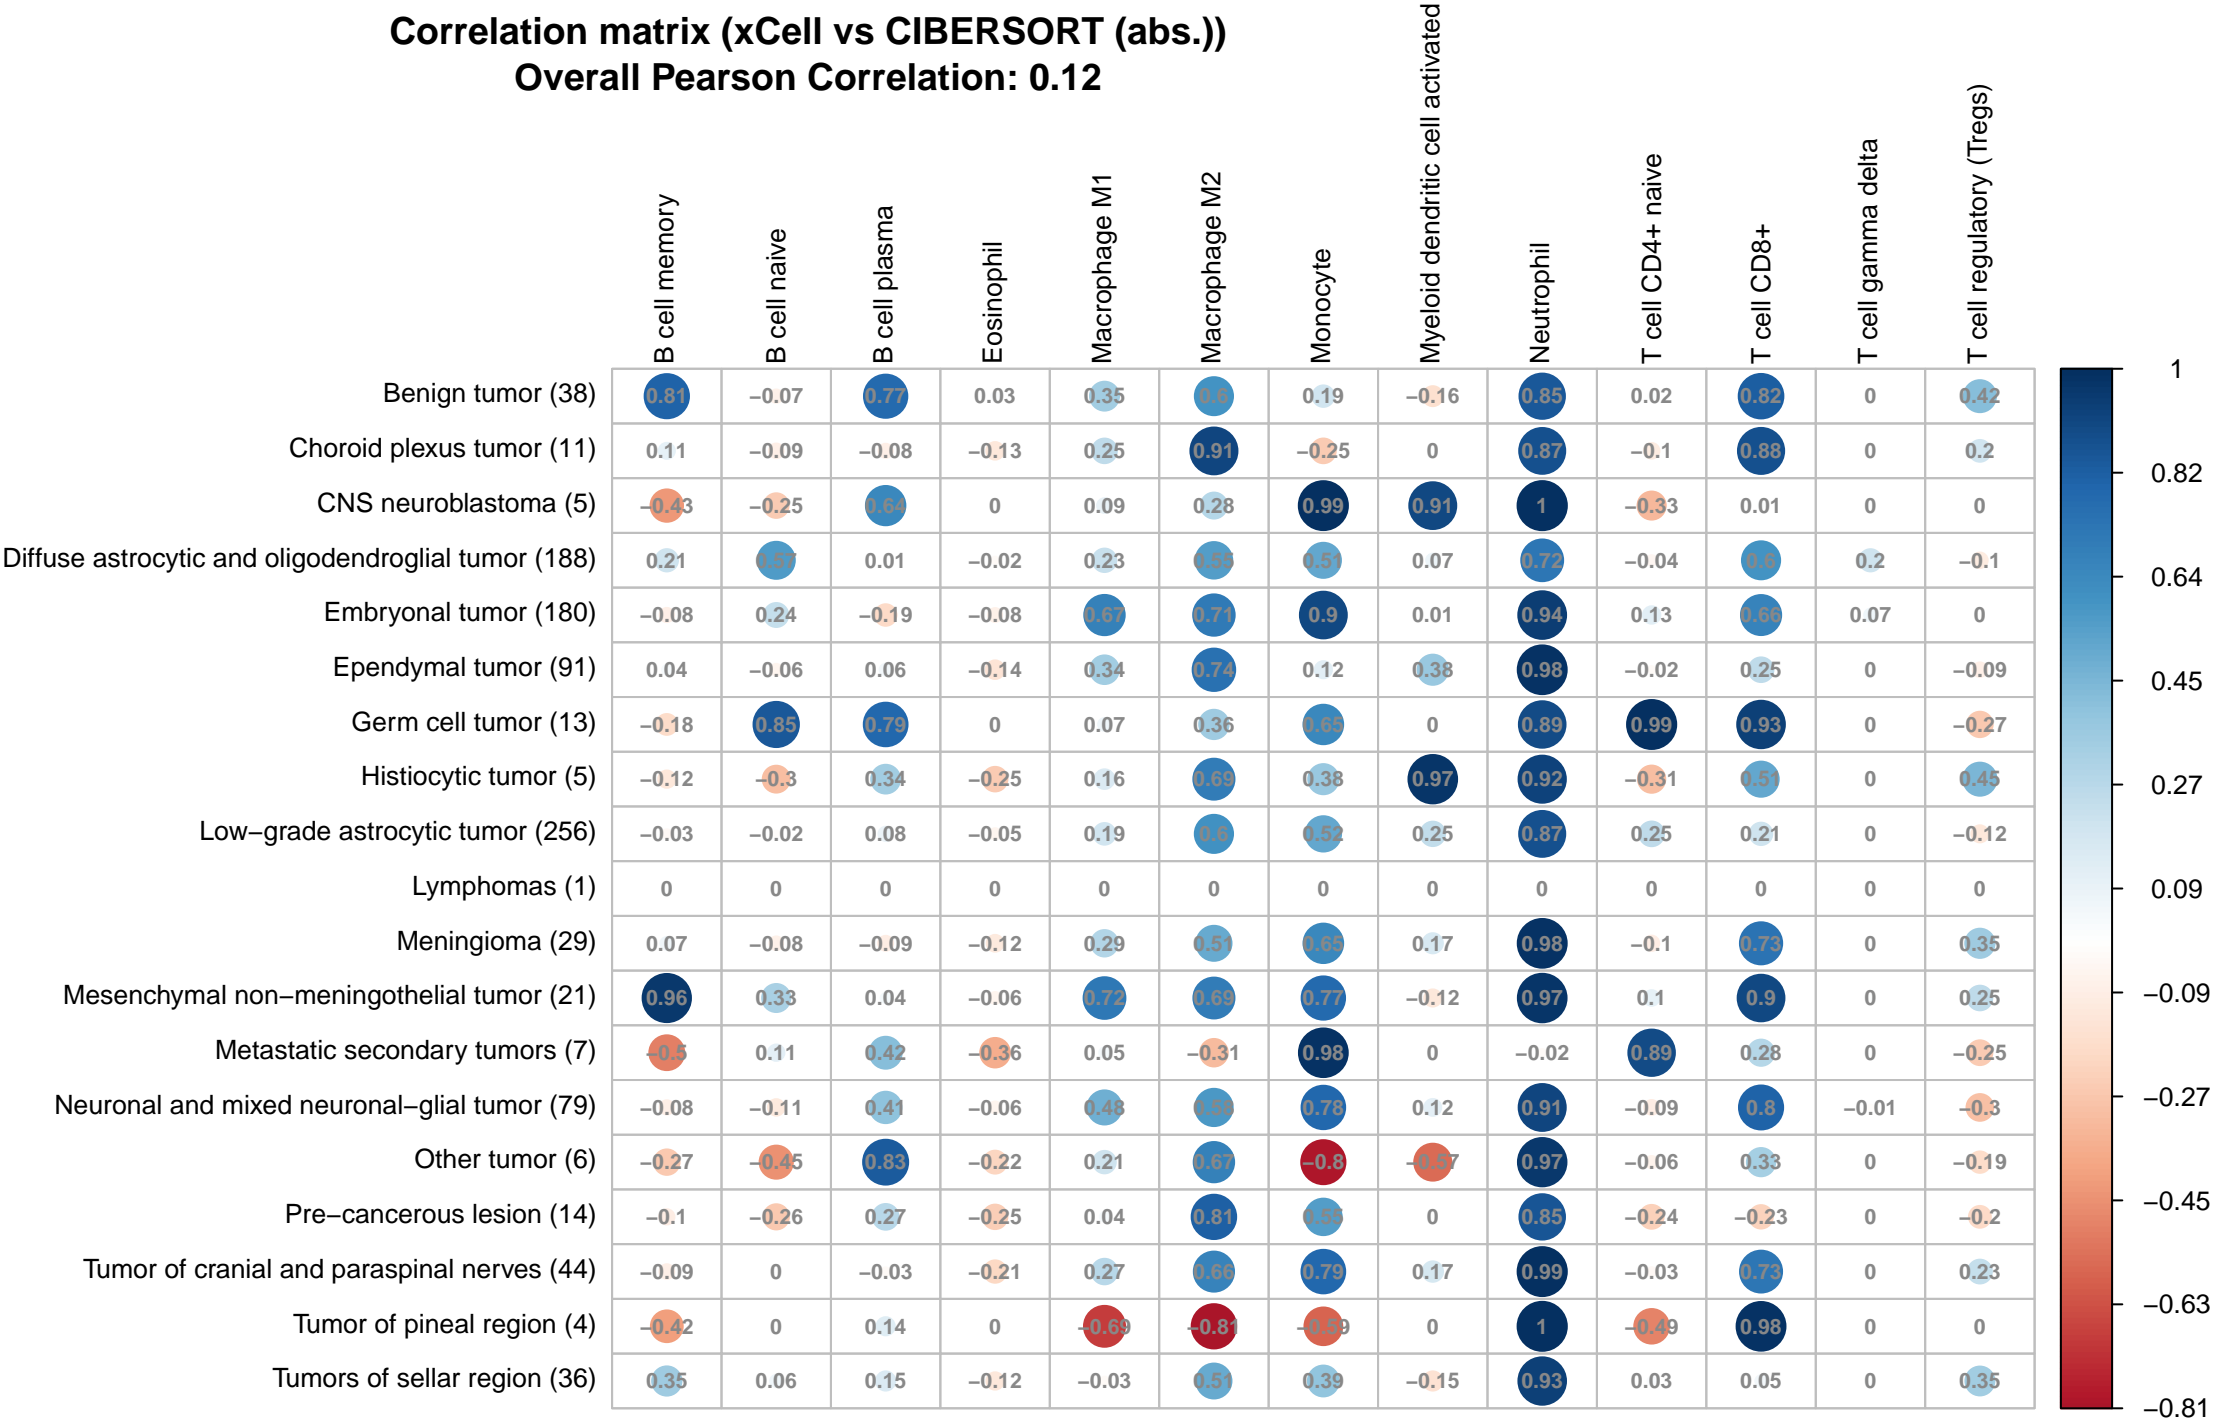 Correlation matrix (xCell vs CIBERSORT (abs.))
Overall Pearson Correlation: 0.12
B cell memory
B cell naive
B cell plasma
Eosinophil
Macrophage M1
Macrophage M2
Monocyte
Myeloid dendritic cell activated
Neutrophil
T cell CD4+ naive
T cell CD8+
T cell gamma delta
T cell regulatory (Tregs)
Benign tumor (38) 0.81 −0.07 0.77 0.03 0.35 0.6 0.19 −0.16 0.85 0.02 0.82 0 0.42
Choroid plexus tumor (11) 0.11 −0.09 −0.08 −0.13 0.25 0.91 −0.25 0 0.87 −0.1 0.88 0 0.2
CNS neuroblastoma (5) −0.43 −0.25 0.64 0 0.09 0.28 0.99 0.91 1 −0.33 0.01 0 0
Diffuse astrocytic and oligodendroglial tumor (188) 0.21 0.57 0.01 −0.02 0.23 0.55 0.51 0.07 0.72 −0.04 0.6 0.2 −0.1
Embryonal tumor (180) −0.08 0.24 −0.19 −0.08 0.67 0.71 0.9 0.01 0.94 0.13 0.66 0.07 0
Ependymal tumor (91) 0.04 −0.06 0.06 −0.14 0.34 0.74 0.12 0.38 0.98 −0.02 0.25 0 −0.09
Germ cell tumor (13) −0.18 0.85 0.79 0 0.07 0.36 0.65 0 0.89 0.99 0.93 0 −0.27
Histiocytic tumor (5) −0.12 −0.3 0.34 −0.25 0.16 0.69 0.38 0.97 0.92 −0.31 0.51 0 0.45
Low−grade astrocytic tumor (256) −0.03 −0.02 0.08 −0.05 0.19 0.6 0.52 0.25 0.87 0.25 0.21 0 −0.12
Lymphomas (1) 0 0 0 0 0 0 0 0 0 0 0 0 0
Meningioma (29) 0.07 −0.08 −0.09 −0.12 0.29 0.51 0.65 0.17 0.98 −0.1 0.73 0 0.35
Mesenchymal non−meningothelial tumor (21) 0.96 0.33 0.04 −0.06 0.72 0.69 0.77 −0.12 0.97 0.1 0.9 0 0.25
Metastatic secondary tumors (7) −0.5 0.11 0.42 −0.36 0.05 −0.31 0.98 0 −0.02 0.89 0.28 0 −0.25
Neuronal and mixed neuronal−glial tumor (79) −0.08 −0.11 0.41 −0.06 0.48 0.58 0.78 0.12 0.91 −0.09 0.8 −0.01 −0.3
Other tumor (6) −0.27 −0.45 0.83 −0.22 0.21 0.67 −0.8 −0.57 0.97 −0.06 0.33 0 −0.19
Pre−cancerous lesion (14) −0.1 −0.26 0.27 −0.25 0.04 0.81 0.55 0 0.85 −0.24 −0.23 0 −0.2
Tumor of cranial and paraspinal nerves (44) −0.09 0 −0.03 −0.21 0.27 0.66 0.79 0.17 0.99 −0.03 0.73 0 0.23
Tumor of pineal region (4) −0.42 0 0.14 0 −0.69 −0.81 −0.59 0 1 −0.49 0.98 0 0
Tumors of sellar region (36) 0.35 0.06 0.15 −0.12 −0.03 0.51 0.39 −0.15 0.93 0.03 0.05 0 0.35
1
0.82
0.64
0.45
0.27
0.09
−0.09
−0.27
−0.45
−0.63
−0.81